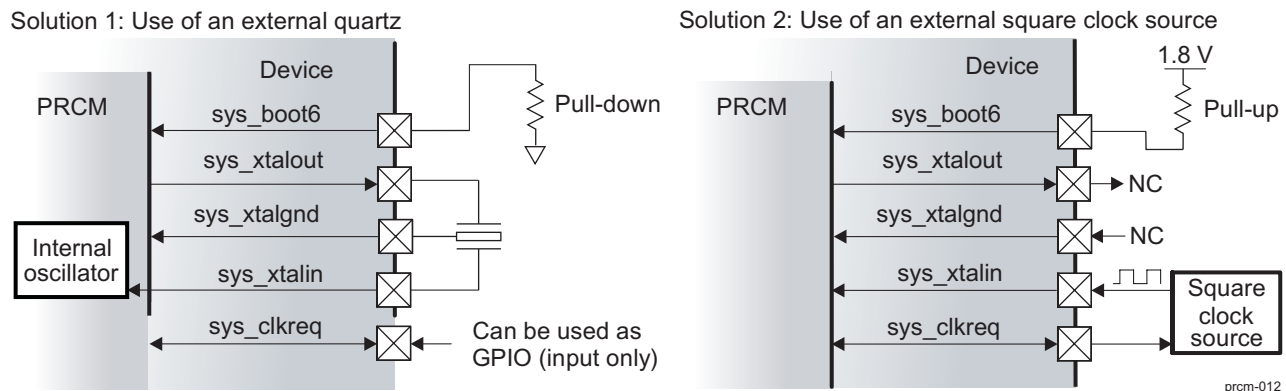 Solution 1: Use of an external quartz
Device
PRCM
sys_boot6
Pull-down
sys_xtalout
sys_xtalgnd
Internal
oscillator
sys_xtalin
sys_clkreq
Can be used as
GPIO (input only)
Solution 2: Use of an external square clock source
1.8 V
Device
PRCM
sys_boot6
Pull-up
sys_xtalout
NC
sys_xtalgnd
NC
sys_xtalin
Square
clock
source
sys_clkreq
prcm-012